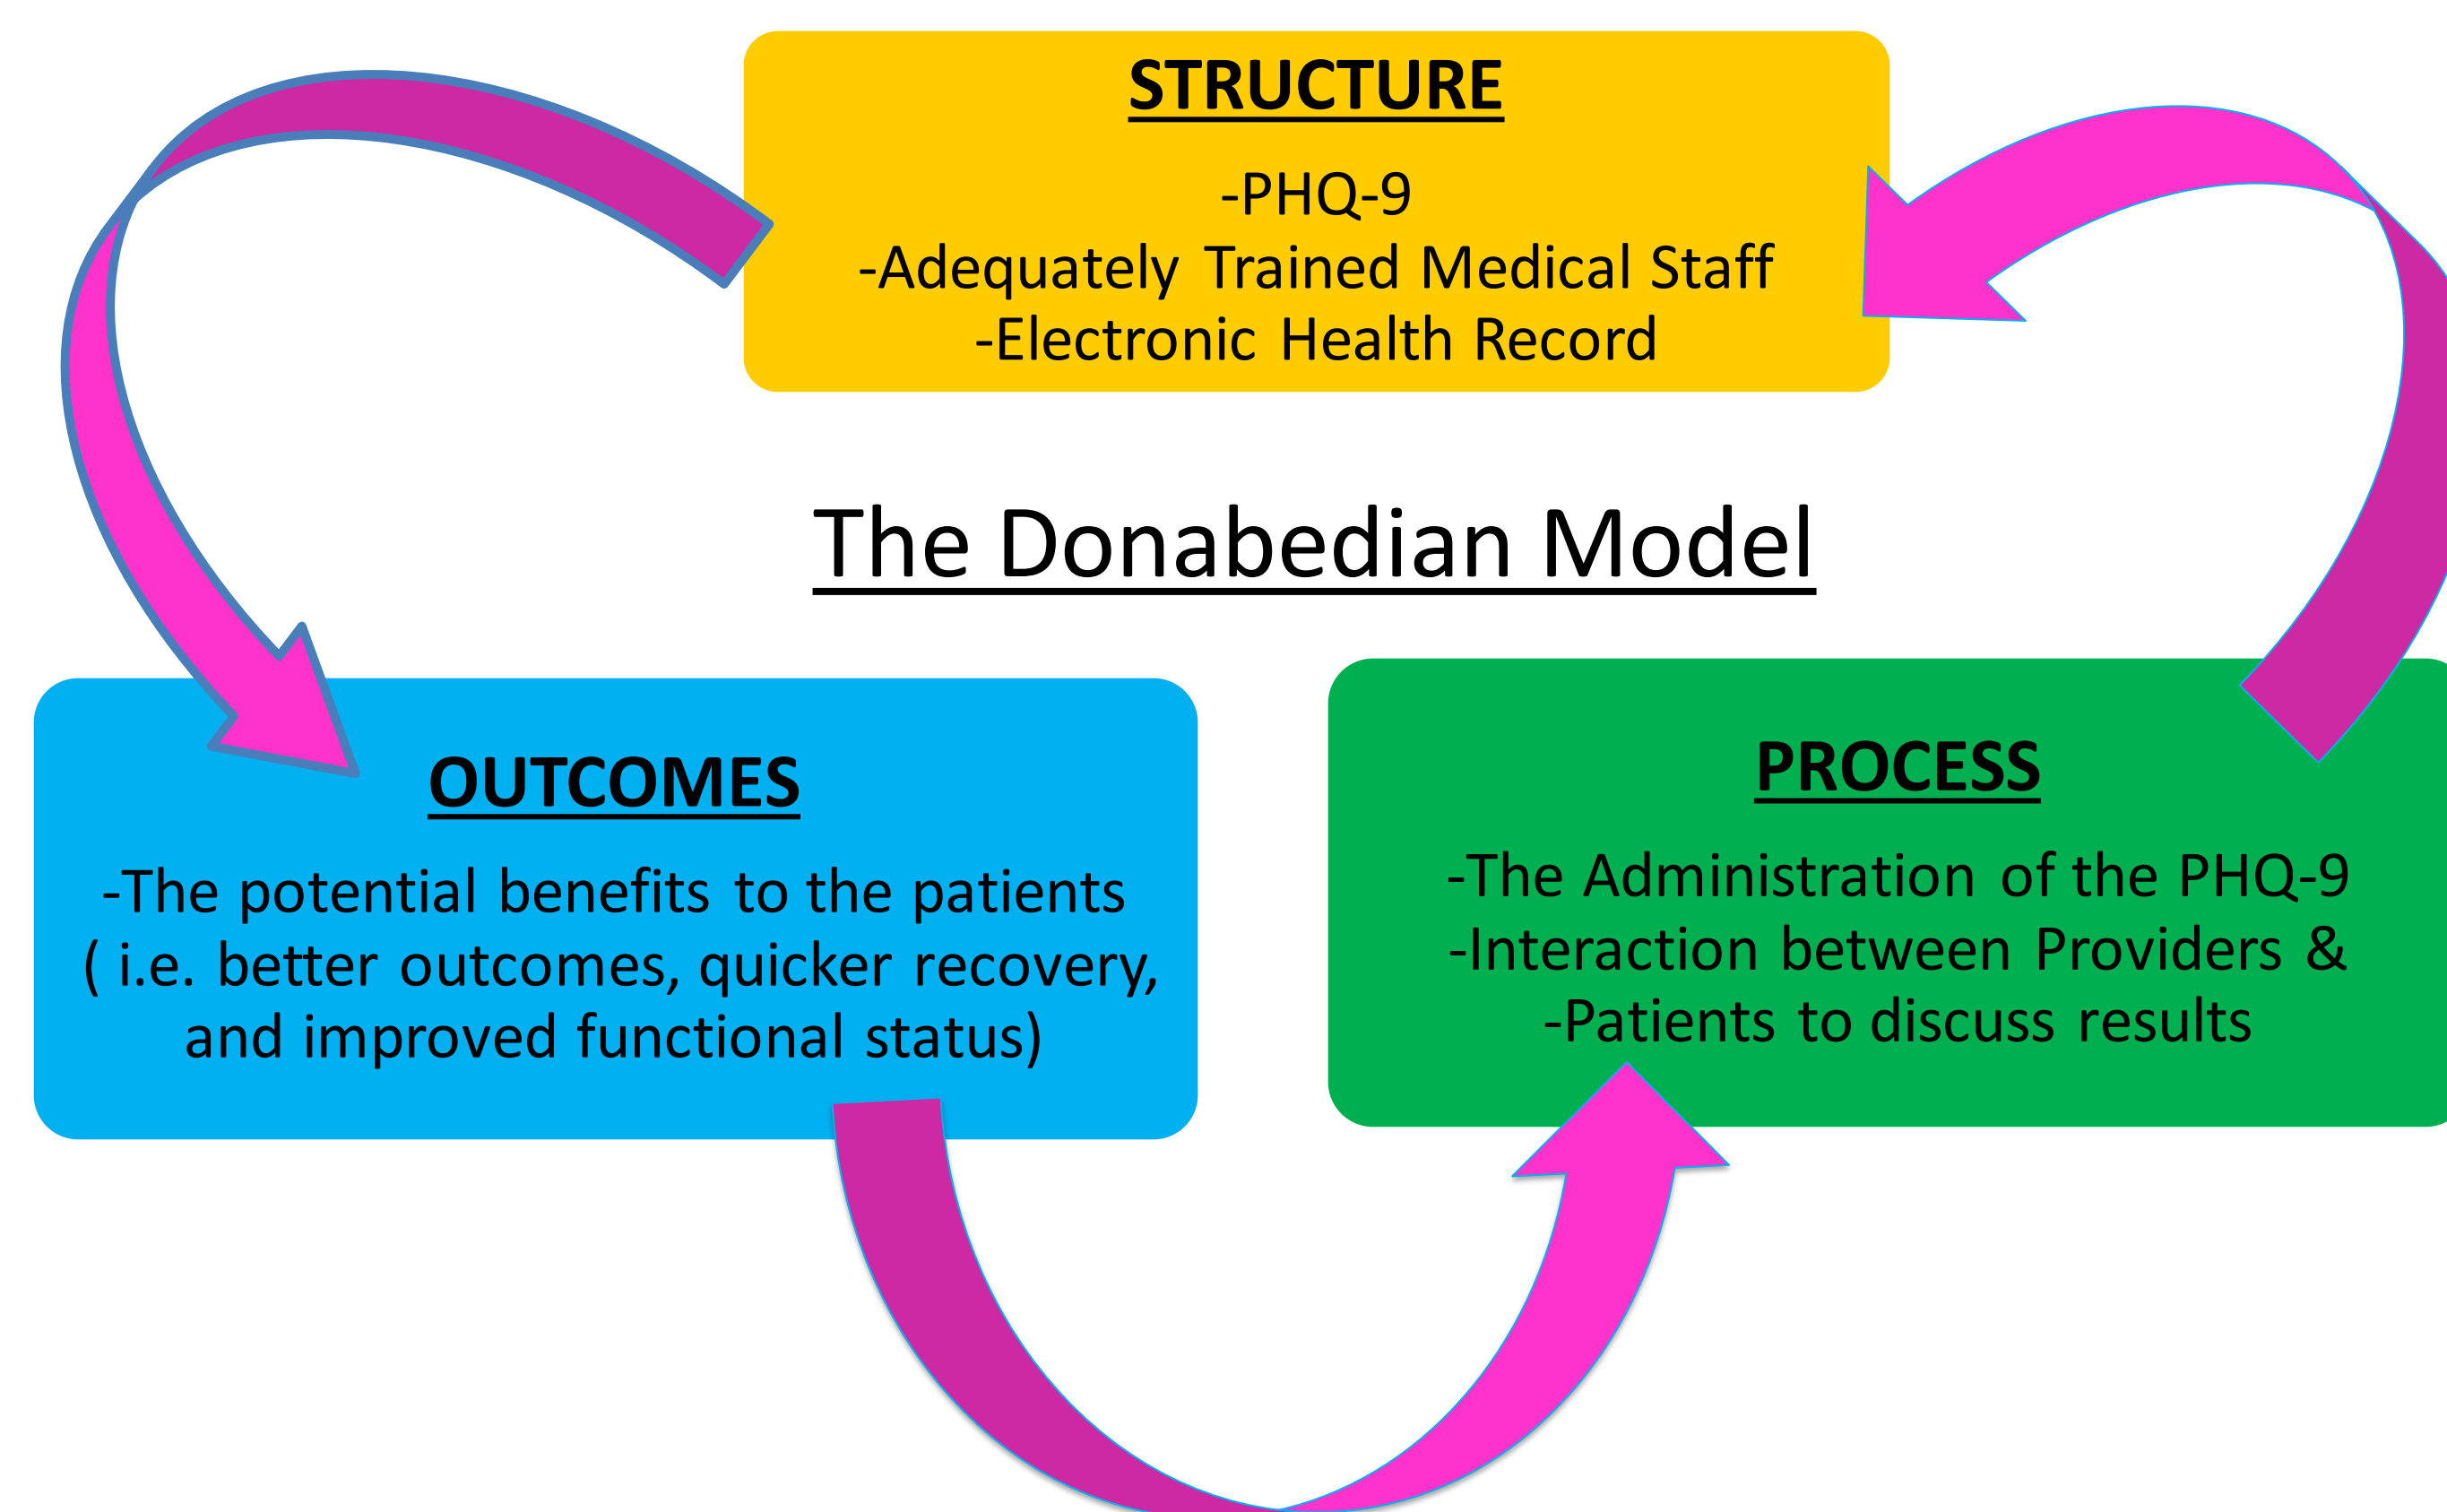 STRUCTURE
-PHQ-9
-Adequately Trained Medical Staff
-Electronic Health Record
The Donabedian Model
OUTCOMES
-The potential benefits to the patients
( i.e. better outcomes, quicker recovery,
and improved functional status)
PROCESS
-The Administration of the PHQ-9
-Interaction between Providers &
-Patients to discuss results